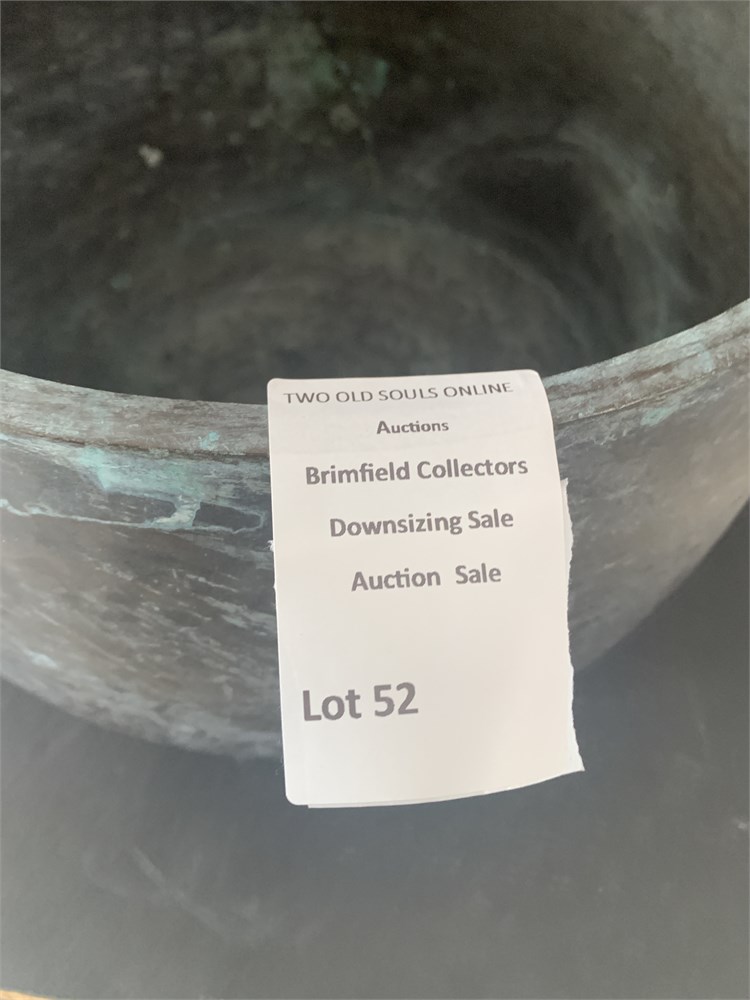 TWO OLD SOULS ONLINE
Auctions
Brimfield Collectors
Downsizing Sale
Auction Sale
Lot 52